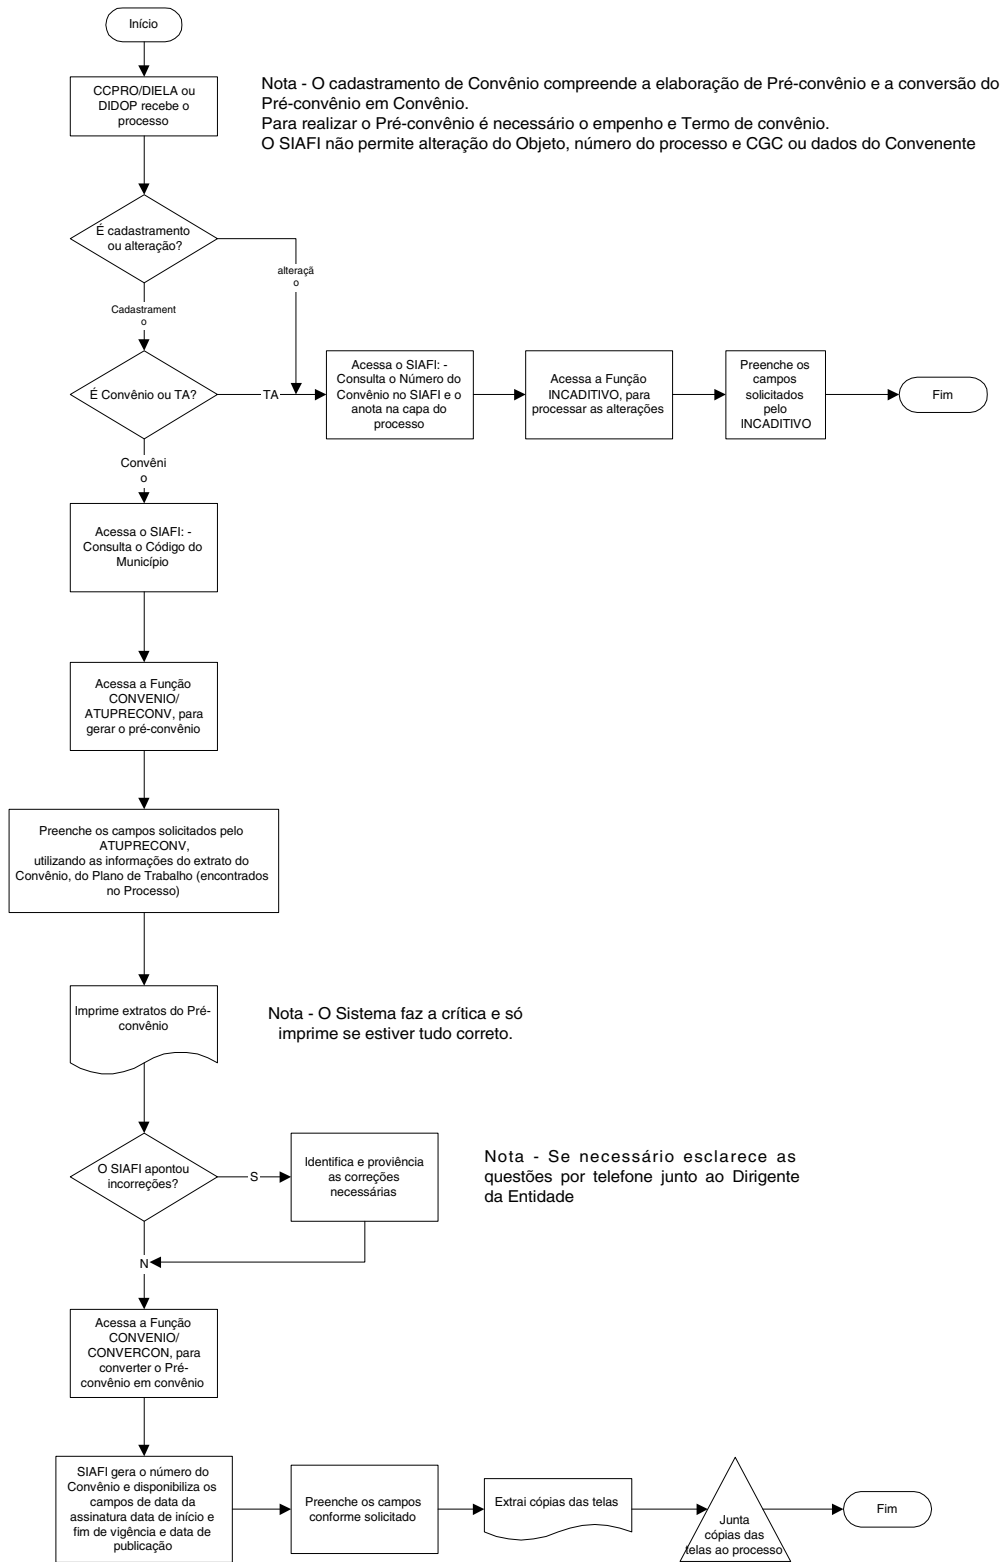 Início
CCPRO/DIELA ou
DIDOP recebe o
processo
Nota - O cadastramento de Convênio compreende a elaboração de Pré-convênio e a conversão do
Pré-convênio em Convênio.
Para realizar o Pré-convênio é necessário o empenho e Termo de convênio.
O SIAFI não permite alteração do Objeto, número do processo e CGC ou dados do Convenente
É cadastramento
ou alteração?
alteraçã
o
Cadastrament
o
É Convênio ou TA?
TA
Acessa o SIAFI: -
Consulta o Número do
Convênio no SIAFI e o
anota na capa do
processo
Acessa a Função
INCADITIVO, para
processar as alterações
Preenche os
campos
solicitados
pelo
INCADITIVO
Fim
Convêni
o
Acessa o SIAFI: -
Consulta o Código do
Município
Acessa a Função
CONVENIO/
ATUPRECONV, para
gerar o pré-convênio
Preenche os campos solicitados pelo
ATUPRECONV,
utilizando as informações do extrato do
Convênio, do Plano de Trabalho (encontrados
no Processo)
Imprime extratos do Pré-
convênio
Nota - O Sistema faz a crítica e só
imprime se estiver tudo correto.
O SIAFI apontou
incorreções?
S
Identifica e proviência
as correções
necessárias
Nota - Se necessário esclarece as
questões por telefone junto ao Dirigente
da Entidade
N
Acessa a Função
CONVENIO/
CONVERCON, para
converter o Pré-
convênio em convênio
SIAFI gera o número do
Convênio e disponibiliza os
campos de data da
assinatura data de início e
fim de vigência e data de
publicação
Preenche os campos
conforme solicitado
Extrai cópias das telas
Junta
cópias das
telas ao processo
Fim